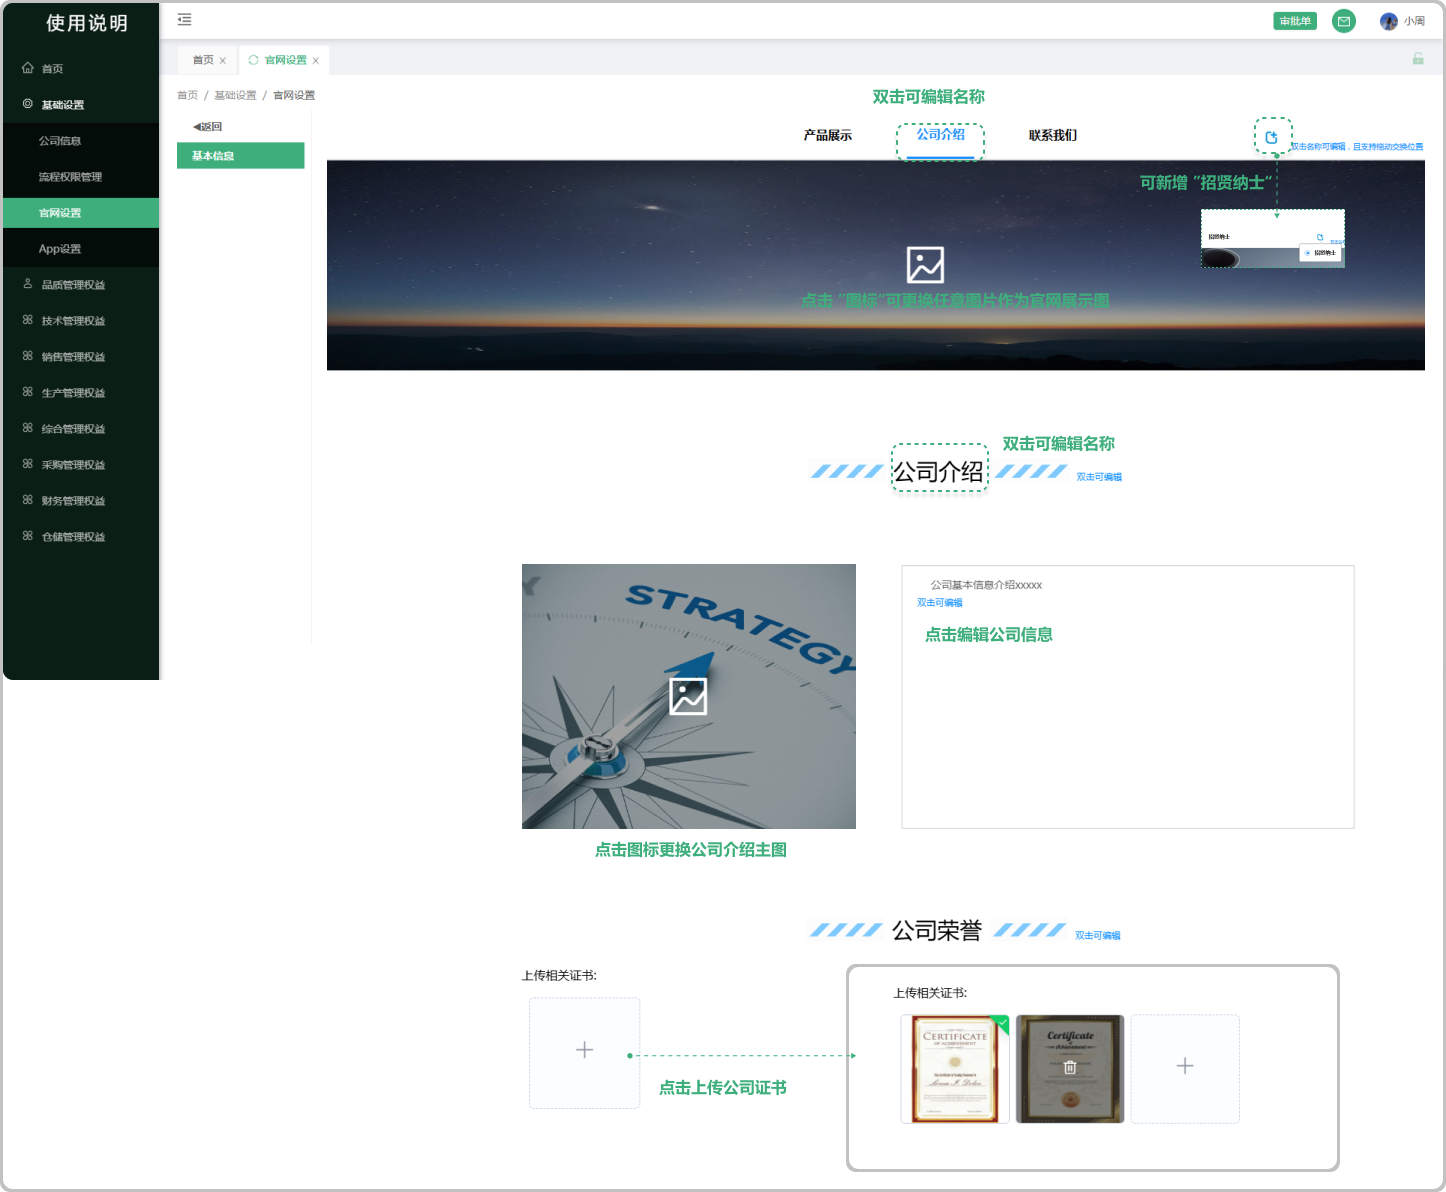 使用说明
首页
基础设置
公司信息
流程权限管理
官网设置
App设置
品质管理权益
技术管理权益
销售管理权益
生产管理权益
综合管理权益
采购管理权益
财务管理权益
仓储管理权益
审批单
小周
首页 ×
官网设置 ×
首页 / 基础设置 / 官网设置
◀返回
基本信息
双击可编辑名称
产品展示
公司介绍
联系我们
双击名称可编辑，且支持拖动交换位置
可新增 “招贤纳士“
招贤纳士
招贤纳士
点击 “图标“可更换任意图片作为官网展示图
双击可编辑名称
公司介绍
双击可编辑
STRATEGY
公司基本信息介绍xxxxx
双击可编辑
点击编辑公司信息
点击图标更换公司介绍主图
公司荣誉
双击可编辑
上传相关证书:
点击上传公司证书
上传相关证书:
CERTIFICATE
OF ACHIEVEMENT
Certificate
of
Achievement